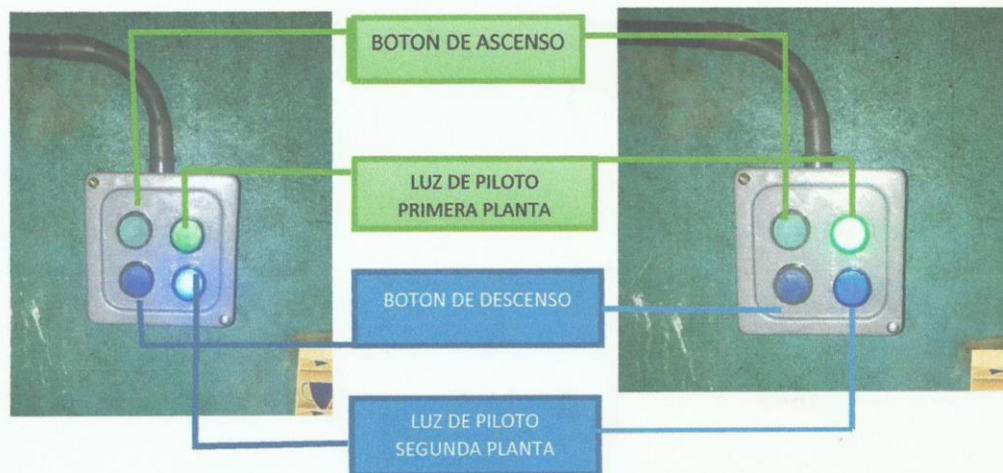 BOTON DE ASCENSO
LUZ DE PILOTO
PRIMERA PLANTA
BOTON DE DESCENSO
LUZ DE PILOTO
SEGUNDA PLANTA